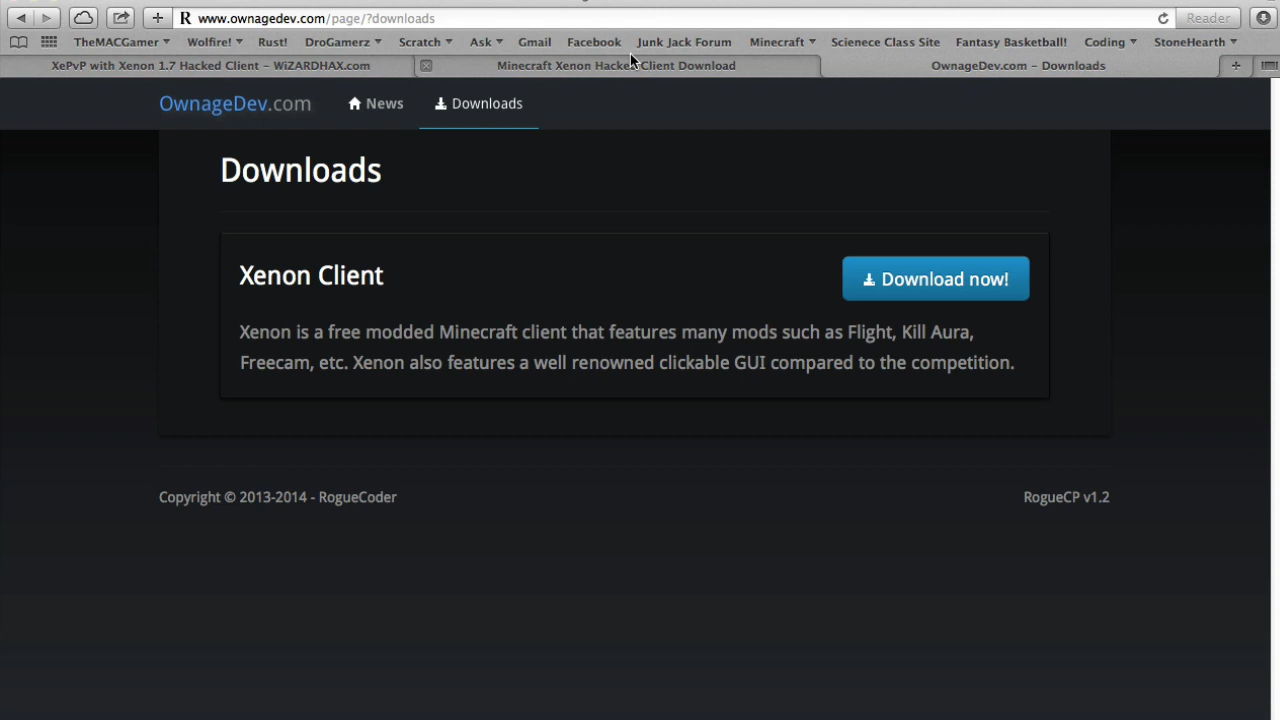 www.ownagedev.com/page/?downloads
Reader
TheMACGamer Wolfire! Rust! DroGamerz Scratch Ask Gmail Facebook Junk Jack Forum Minecraft Scienece Class Site Fantasy Basketball! Coding StoneHearth
XePvP with Xenon 1.7 Hacked Client – WiZARDHAX.com Minecraft Xenon Hacked Client Download OwnageDev.com – Downloads
OwnageDev.com News Downloads
Downloads
Xenon Client
Download now!
Xenon is a free modded Minecraft client that features many mods such as Flight, Kill Aura,
Freecam, etc. Xenon also features a well renowned clickable GUI compared to the competition.
Copyright © 2013-2014 - RogueCoder RogueCP v1.2